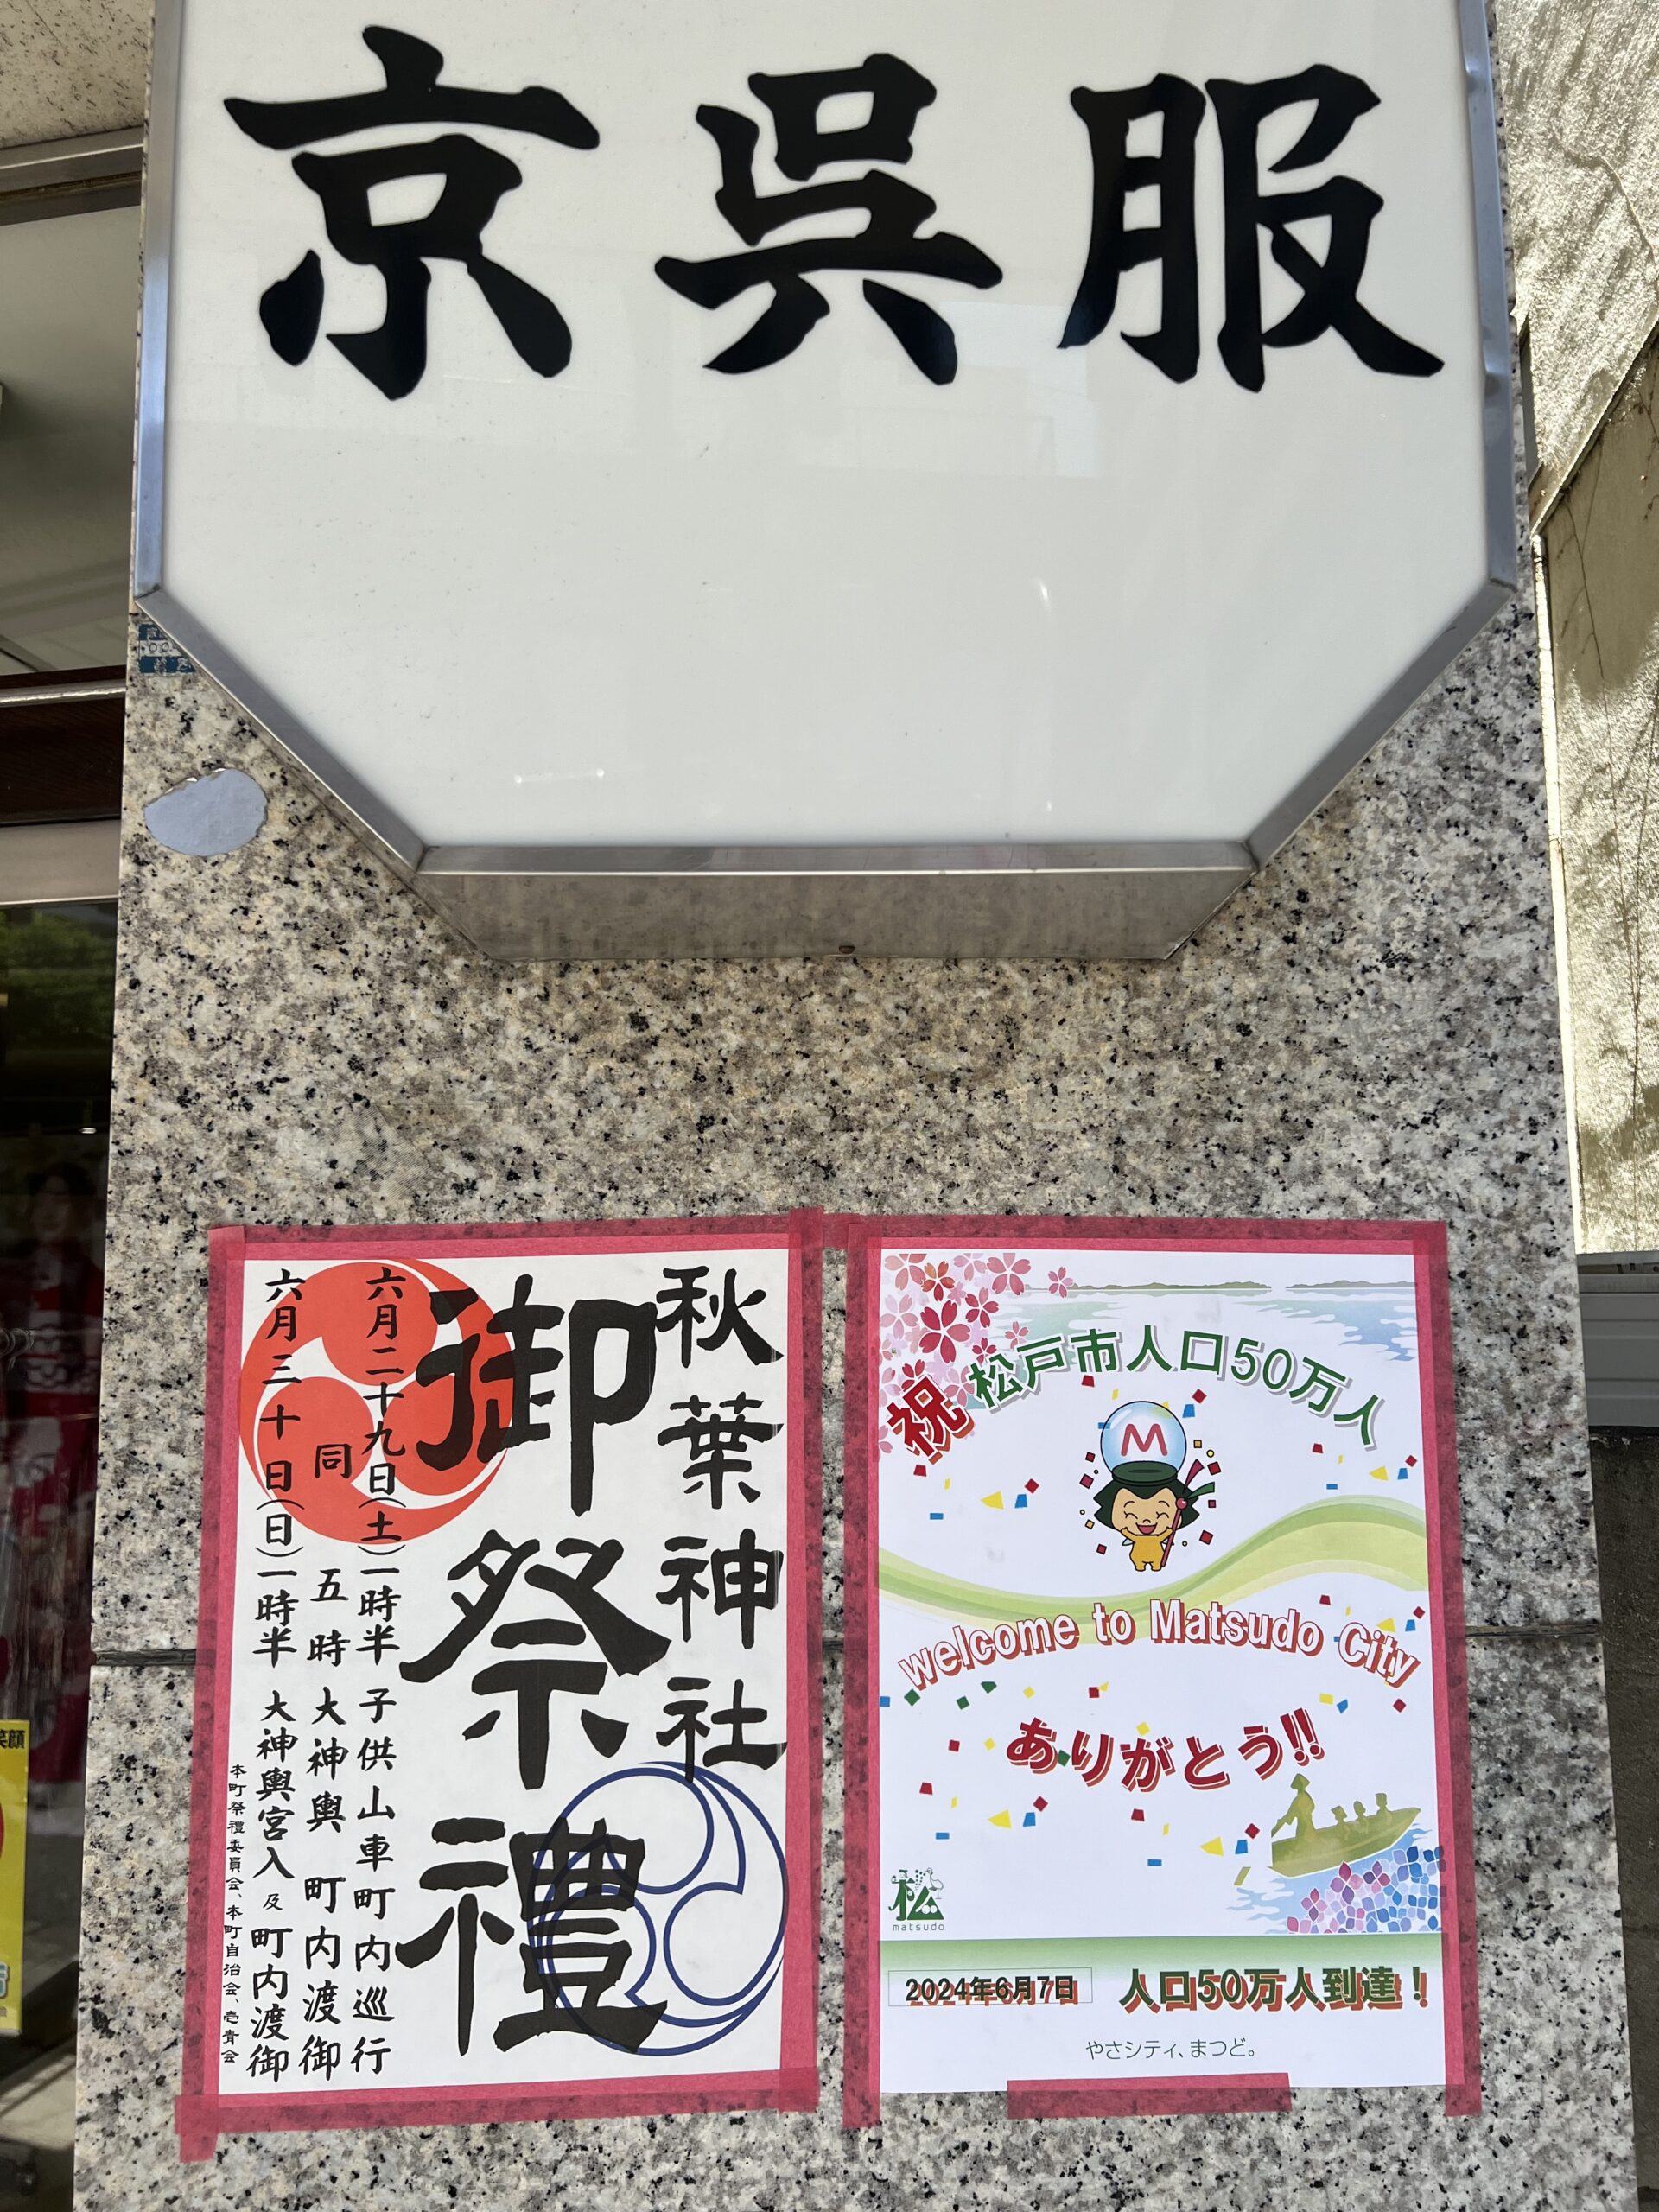 京呉服
秋葉神社
御祭禮
六月二十九日(土)一時半 子供山車町内巡行
同 五時 大神輿 町内渡御
六月三十日(日)一時半 大神輿宮入及町内渡御
本町祭禮委員会、本町自治会、壱青会
祝 松戸市人口50万人
M
welcome to Matsudo City
ありがとう!!
松
matsudo
2024年6月7日 人口50万人到達！
やさシティ、まつど。
笑顔